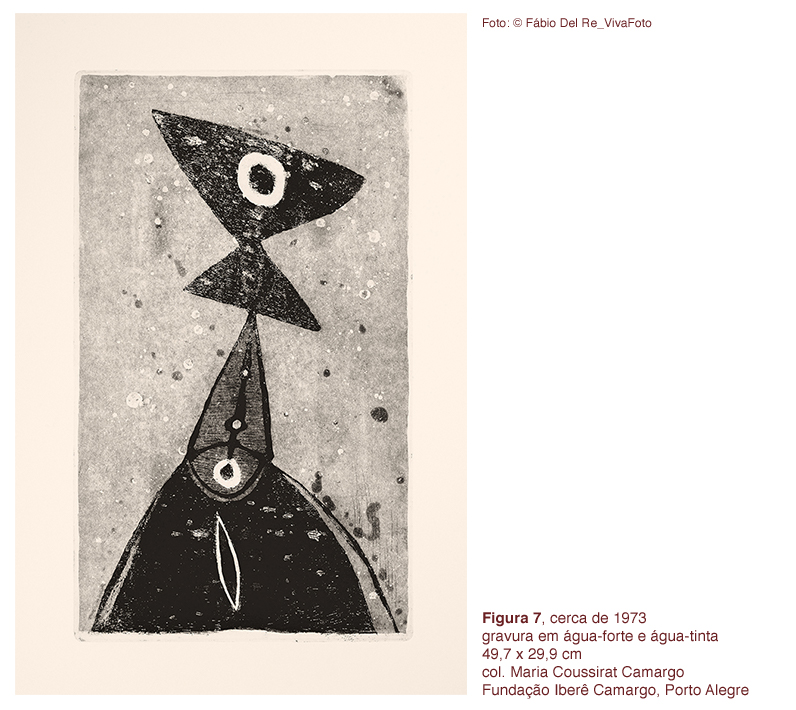 Foto: © Fábio Del Re_VivaFoto
Figura 7, cerca de 1973
gravura em água-forte e água-tinta
49,7 x 29,9 cm
col. Maria Coussirat Camargo
Fundação Iberê Camargo, Porto Alegre